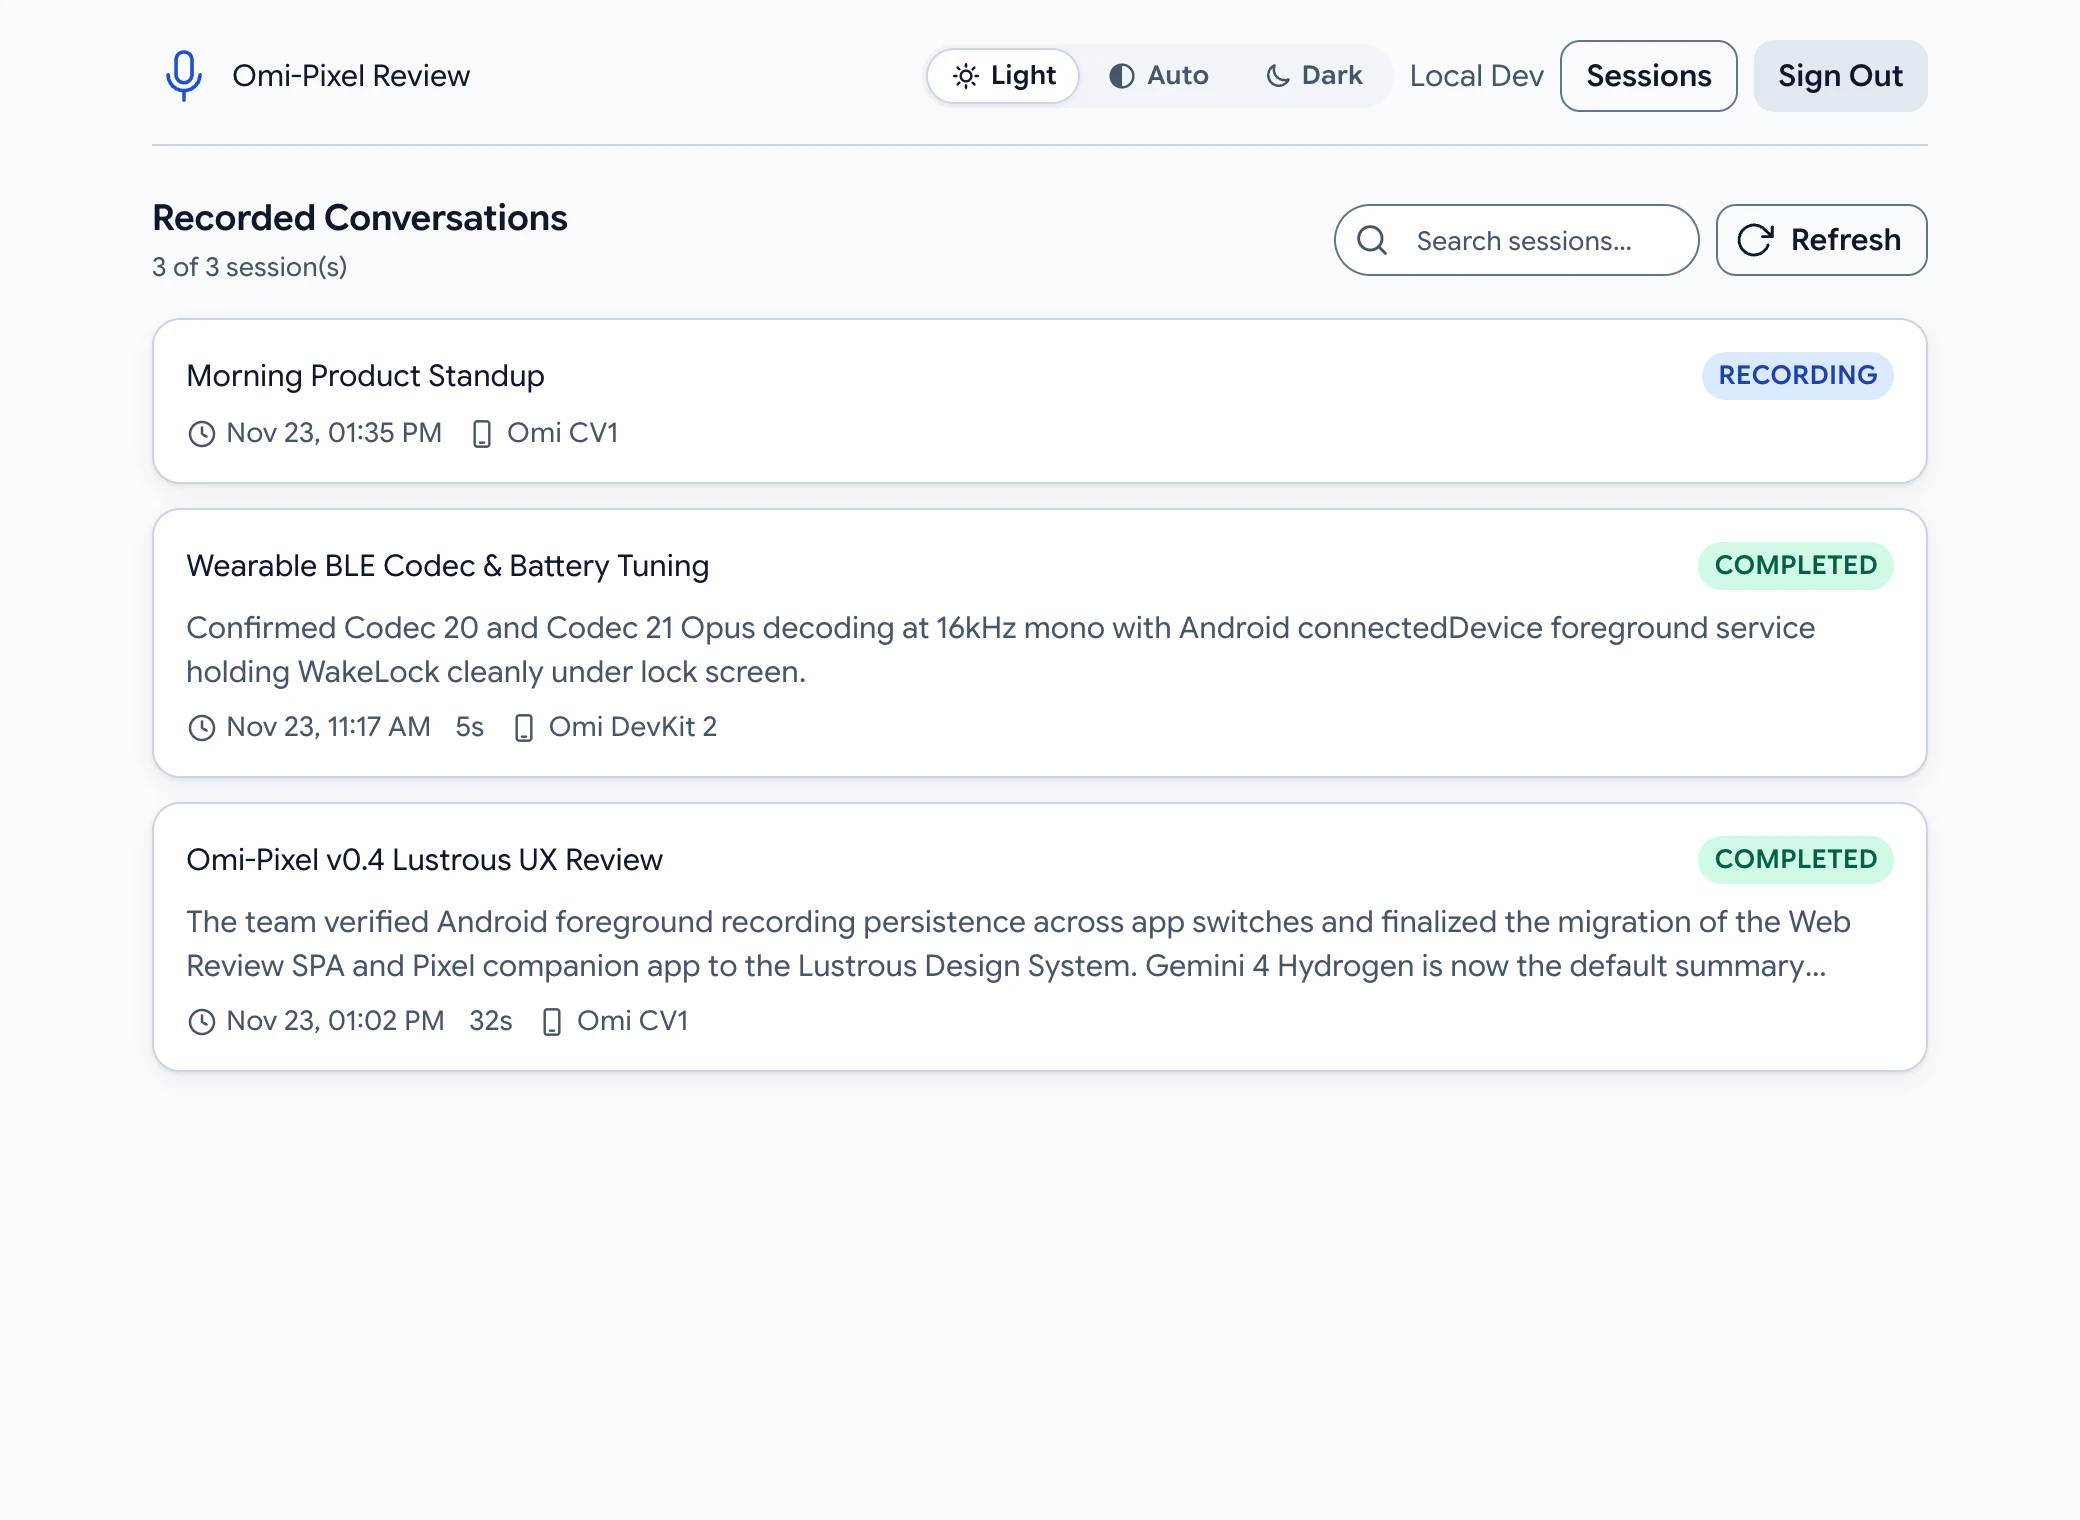 Omi-Pixel Review
Light
Auto
Dark
Local Dev
Sessions
Sign Out
Recorded Conversations
3 of 3 session(s)
Search sessions...
Refresh
Morning Product Standup
RECORDING
Nov 23, 01:35 PM
Omi CV1
Wearable BLE Codec & Battery Tuning
COMPLETED
Confirmed Codec 20 and Codec 21 Opus decoding at 16kHz mono with Android connectedDevice foreground service
holding WakeLock cleanly under lock screen.
Nov 23, 11:17 AM
5s
Omi DevKit 2
Omi-Pixel v0.4 Lustrous UX Review
COMPLETED
The team verified Android foreground recording persistence across app switches and finalized the migration of the Web
Review SPA and Pixel companion app to the Lustrous Design System. Gemini 4 Hydrogen is now the default summary...
Nov 23, 01:02 PM
32s
Omi CV1